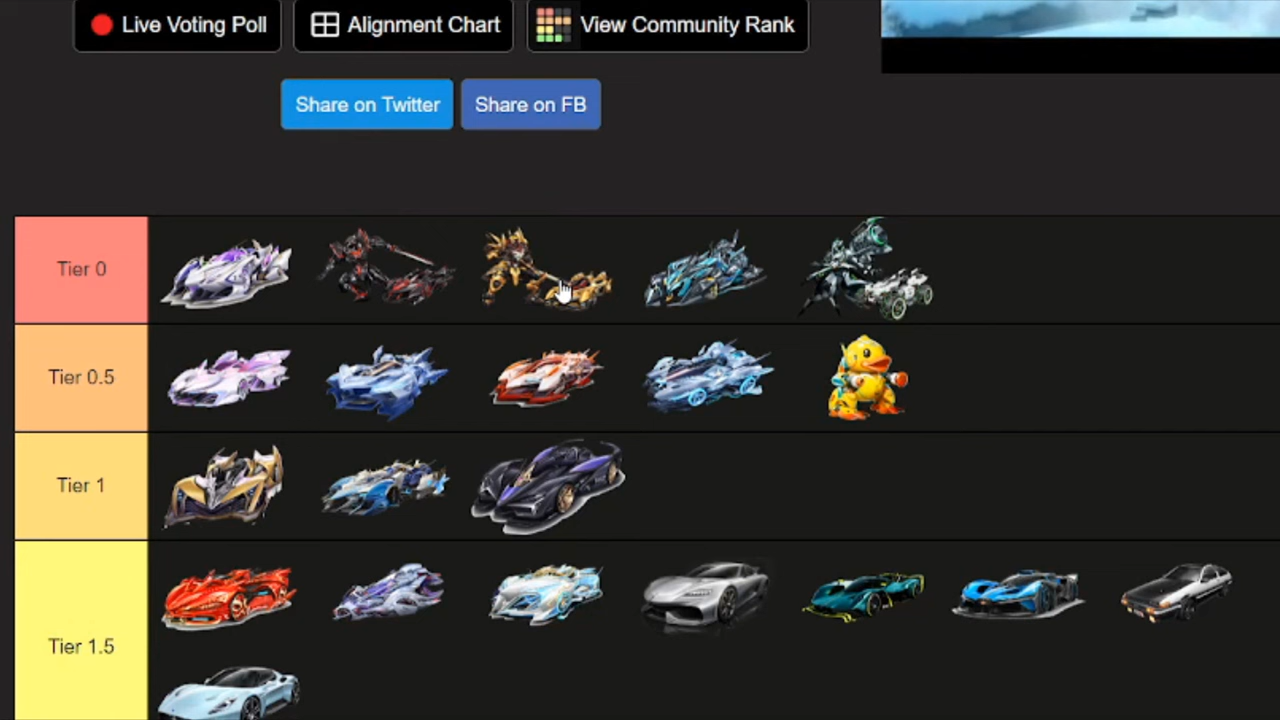 Live Voting Poll
Alignment Chart
View Community Rank
Share on Twitter
Share on FB
Tier 0
Tier 0.5
Tier 1
Tier 1.5